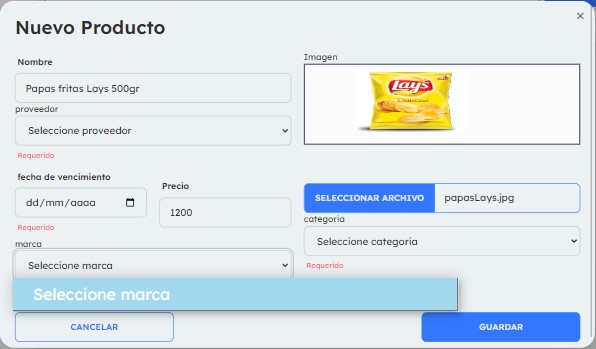 ×
Nuevo Producto
Nombre
Papas fritas Lays 500gr
proveedor
Seleccione proveedor
Requerido
fecha de vencimiento
dd/mm/aaaa
Requerido
Precio
1200
marca
Seleccione marca
Seleccione marca
Imagen
Lay's
SELECCIONAR ARCHIVO papasLays.jpg
categoria
Seleccione categoria
Requerido
CANCELAR
GUARDAR